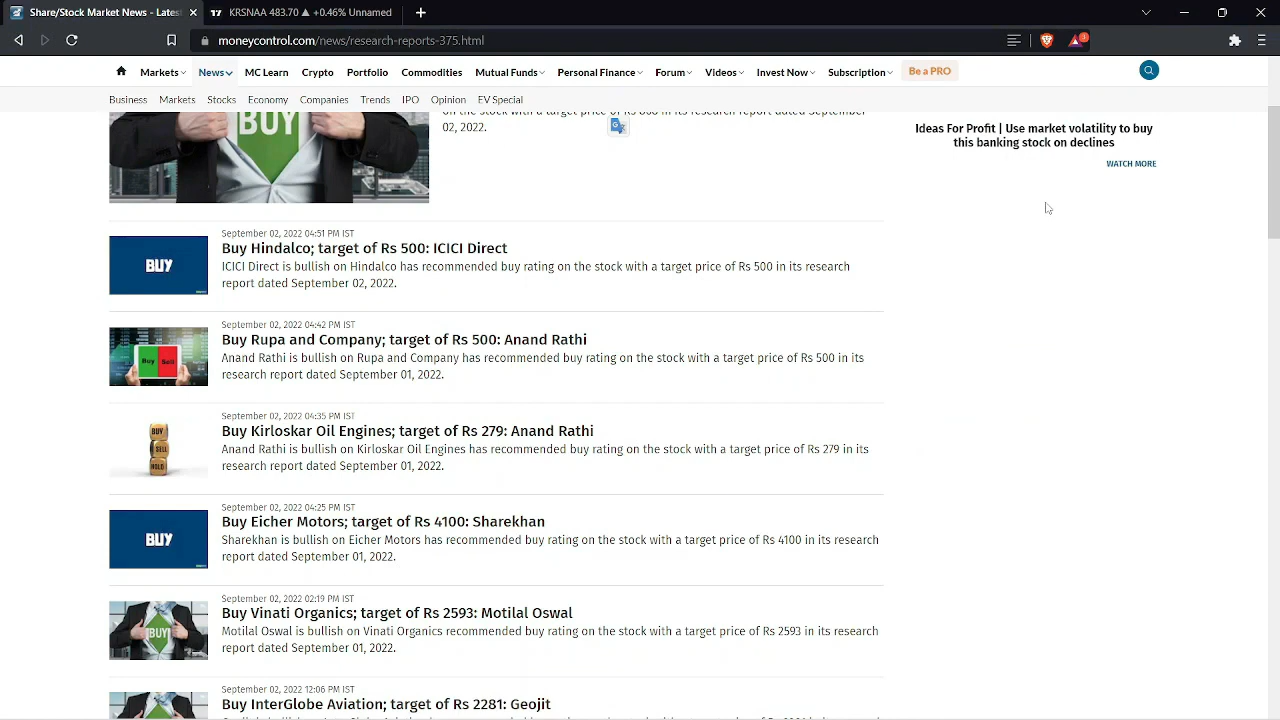 Share/Stock Market News - Latest
KRSNAA 483.70 ▲ +0.46% Unnamed
moneycontrol.com/news/research-reports-375.html
Markets News MC Learn Crypto Portfolio Commodities Mutual Funds Personal Finance Forum Videos Invest Now Subscription Be a PRO
Business Markets Stocks Economy Companies Trends IPO Opinion EV Special
BUY
02, 2022.
Ideas For Profit | Use market volatility to buy
this banking stock on declines
WATCH MORE
September 02, 2022 04:51 PM IST
BUY
Buy Hindalco; target of Rs 500: ICICI Direct
ICICI Direct is bullish on Hindalco has recommended buy rating on the stock with a target price of Rs 500 in its research
report dated September 02, 2022.
September 02, 2022 04:42 PM IST
Buy Sell
Buy Rupa and Company; target of Rs 500: Anand Rathi
Anand Rathi is bullish on Rupa and Company has recommended buy rating on the stock with a target price of Rs 500 in its
research report dated September 01, 2022.
September 02, 2022 04:35 PM IST
BUY
SELL
HOLD
Buy Kirloskar Oil Engines; target of Rs 279: Anand Rathi
Anand Rathi is bullish on Kirloskar Oil Engines has recommended buy rating on the stock with a target price of Rs 279 in its
research report dated September 01, 2022.
September 02, 2022 04:25 PM IST
BUY
Buy Eicher Motors; target of Rs 4100: Sharekhan
Sharekhan is bullish on Eicher Motors has recommended buy rating on the stock with a target price of Rs 4100 in its research
report dated September 01, 2022.
September 02, 2022 02:19 PM IST
BUY
Buy Vinati Organics; target of Rs 2593: Motilal Oswal
Motilal Oswal is bullish on Vinati Organics recommended buy rating on the stock with a target price of Rs 2593 in its research
report dated September 01, 2022.
September 02, 2022 12:06 PM IST
Buy InterGlobe Aviation; target of Rs 2281: Geojit